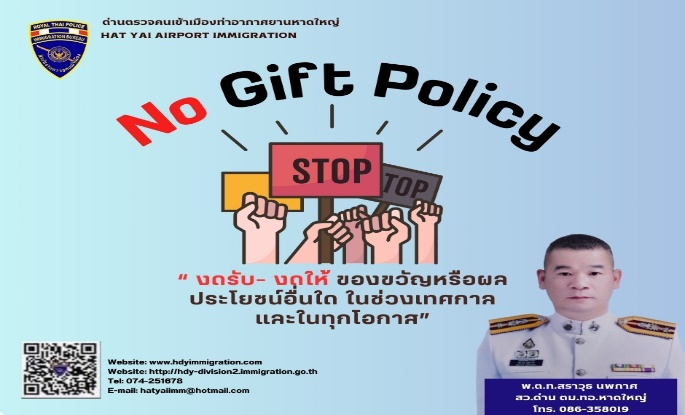 ROYAL THAI POLICE
IMMIGRATION BUREAU
ด่านตรวจคนเข้าเมืองท่าอากาศยานหาดใหญ่
HAT YAI AIRPORT IMMIGRATION
No Gift Policy
STOP
TOP
“ งดรับ- งดให้ ของขวัญหรือผล
ประโยชน์อื่นใด ในช่วงเทศกาล
และในทุกโอกาส”
Website: www.hdyimmigration.com
Website: http://hdy-division2.immigration.go.th
Tel: 074-251678
E-mail: hatyaiimm@hotmail.com
พ.ต.ท.สราวุธ นพภาศ
สว.ด่าน ตม.ทอ.หาดใหญ่
โทร. 086-358019